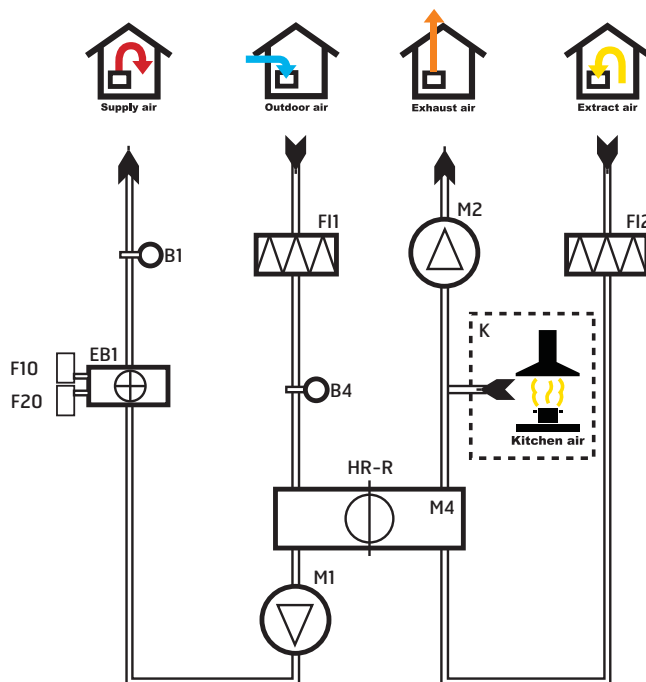 Supply air
Outdoor air
Exhaust air
Extract air
M2
FI1
FI2
B1
K
EB1
F10
F20
B4
Kitchen air
HR-R
M4
M1